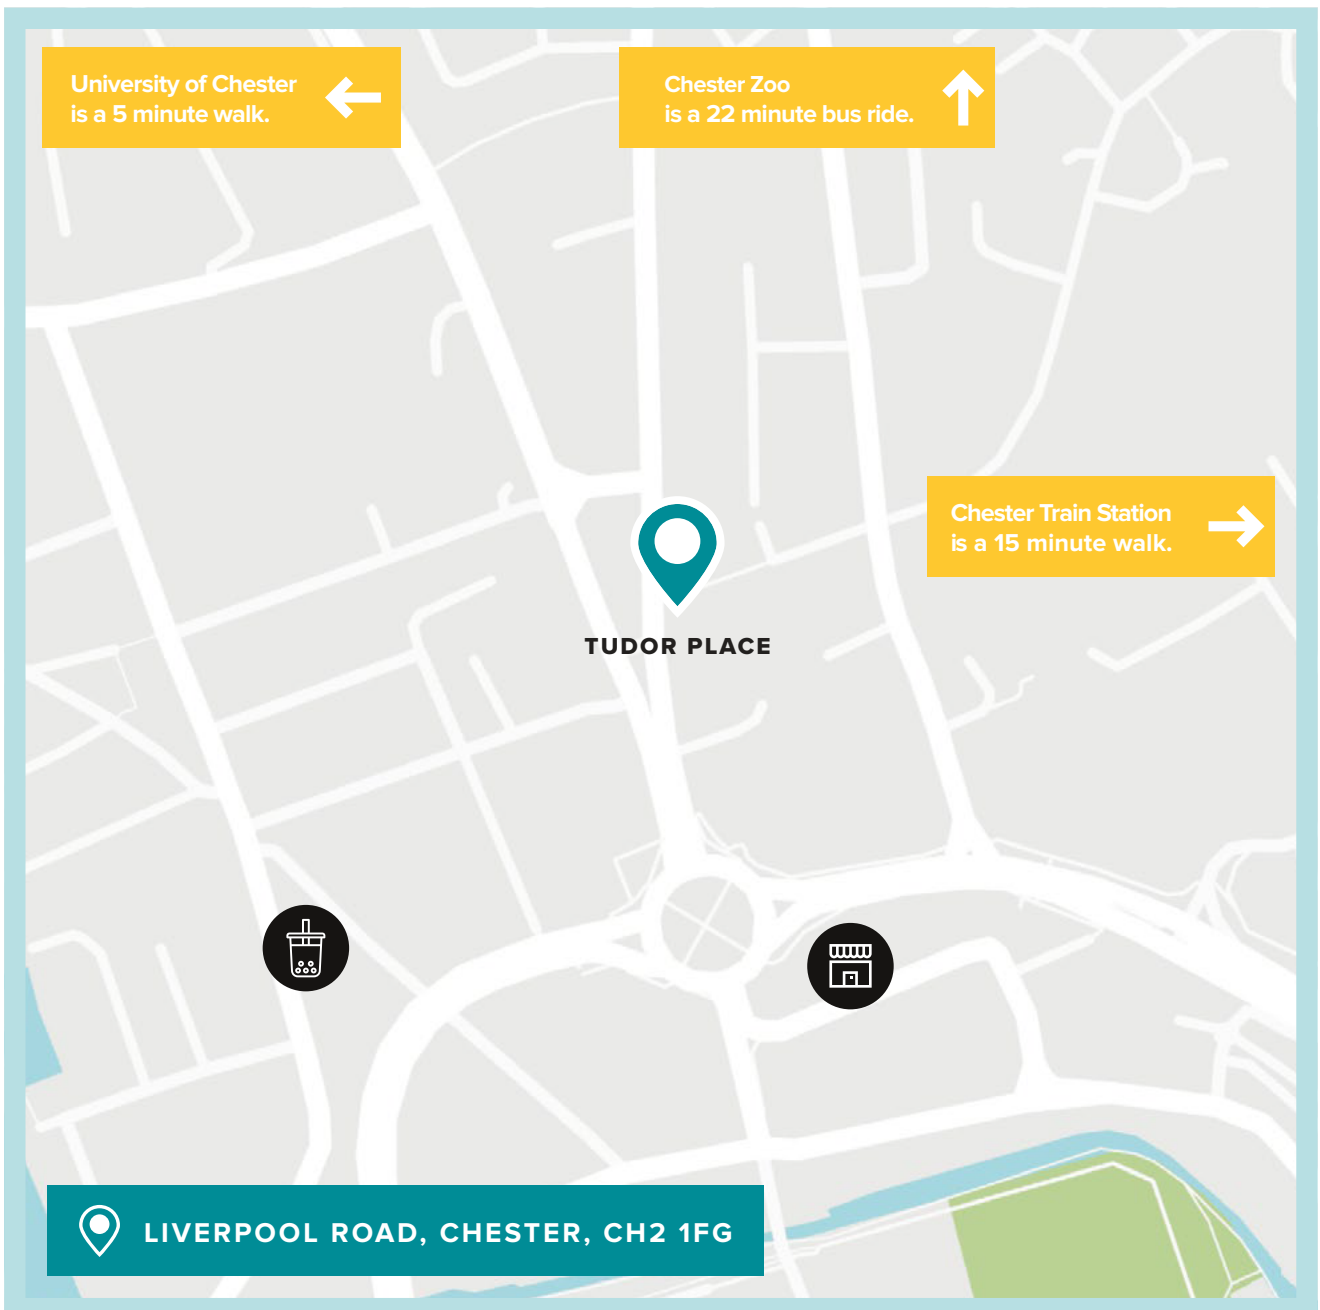 University of Chester
is a 5 minute walk.
Chester Zoo
is a 22 minute bus ride.
Chester Train Station
is a 15 minute walk.
TUDOR PLACE
LIVERPOOL ROAD, CHESTER, CH2 1FG